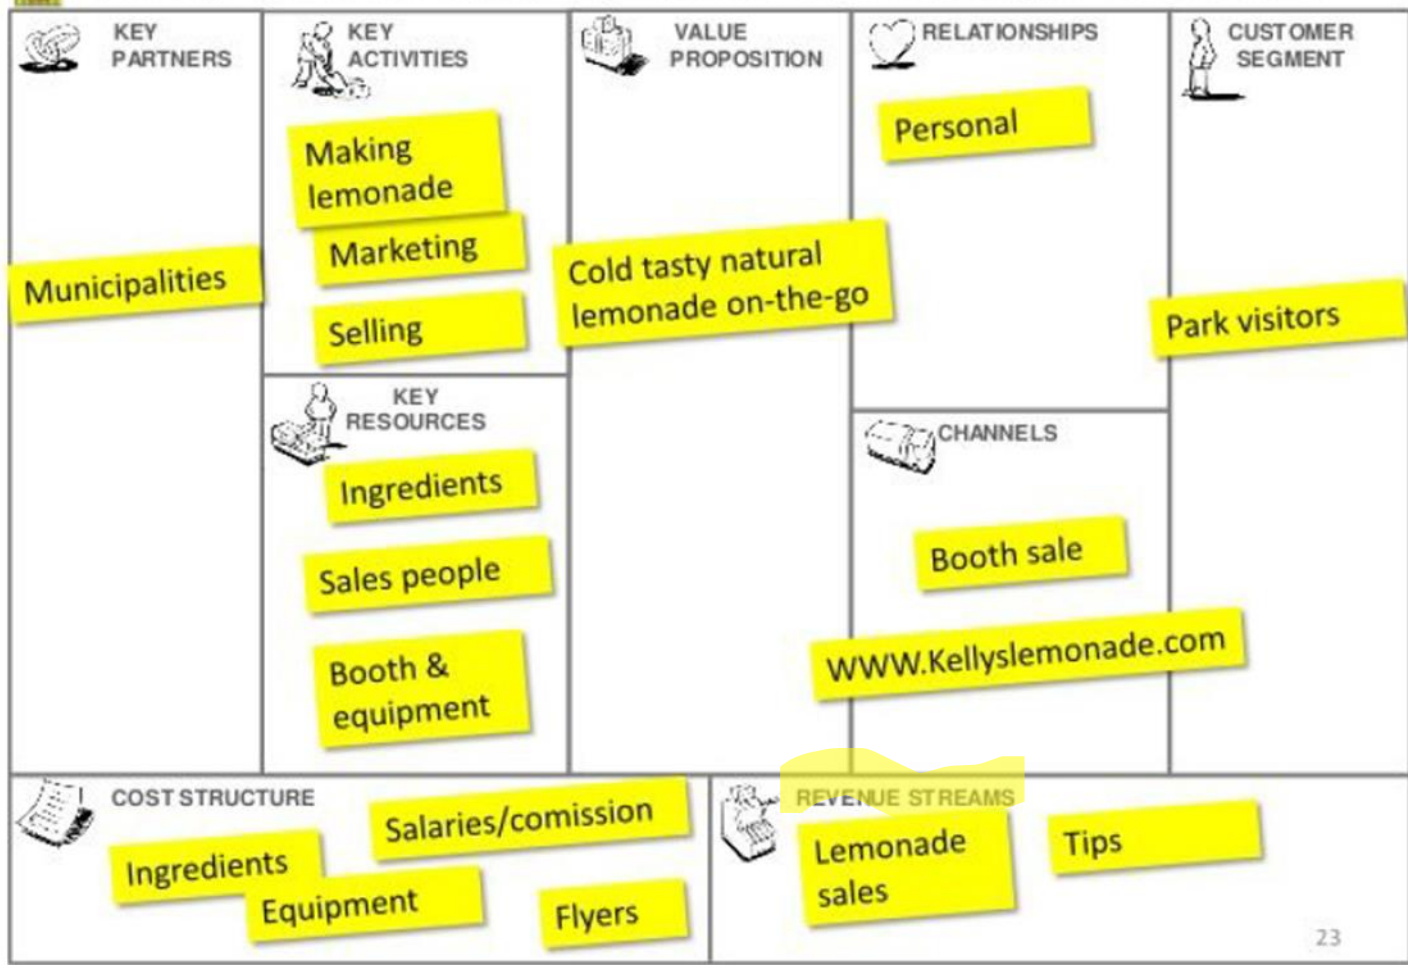 KEY
PARTNERS
Municipalities
KEY
ACTIVITIES
Making
lemonade
Marketing
Selling
KEY
RESOURCES
Ingredients
Sales people
Booth &
equipment
VALUE
PROPOSITION
Cold tasty natural
lemonade on-the-go
RELATIONSHIPS
Personal
CHANNELS
Booth sale
WWW.Kellyslemonade.com
CUSTOMER
SEGMENT
Park visitors
COST STRUCTURE
Salaries/comission
Ingredients
Equipment
Flyers
REVENUE STREAMS
Lemonade
sales
Tips
23